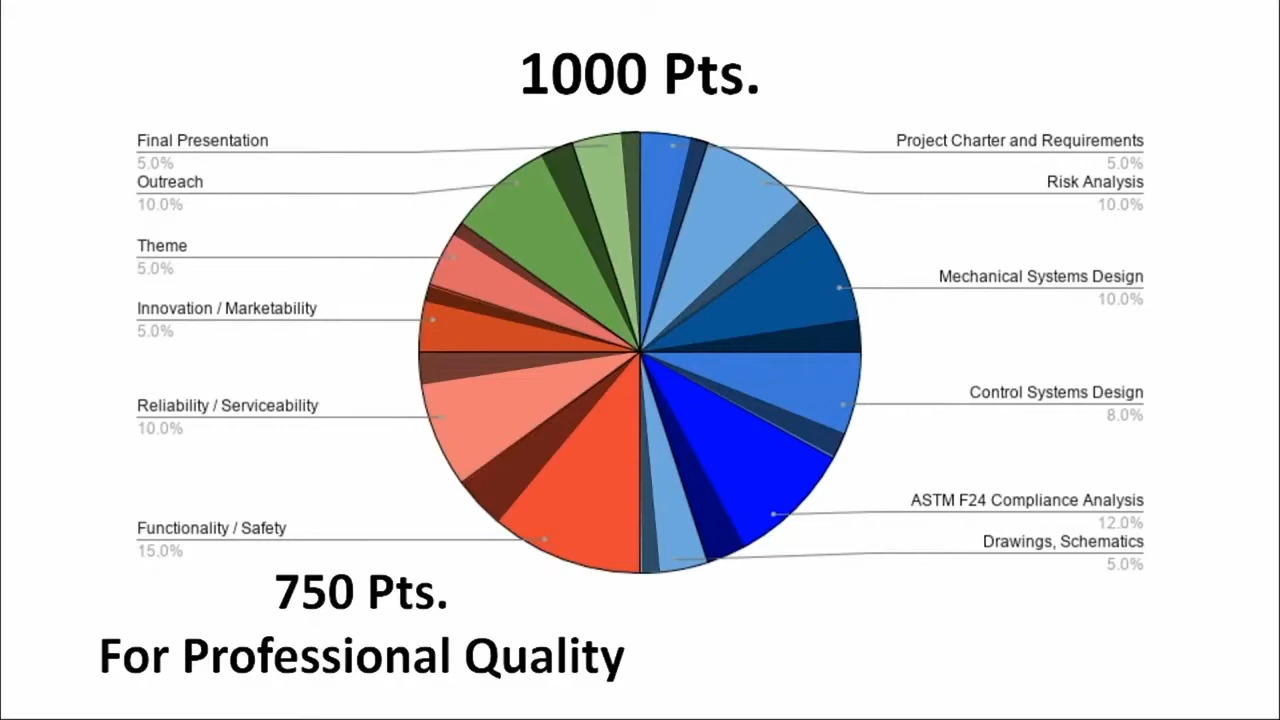 1000 Pts.
Final Presentation
5.0%
Outreach
10.0%
Theme
5.0%
Innovation / Marketability
5.0%
Reliability / Serviceability
10.0%
Functionality / Safety
15.0%
Project Charter and Requirements
5.0%
Risk Analysis
10.0%
Mechanical Systems Design
10.0%
Control Systems Design
8.0%
ASTM F24 Compliance Analysis
12.0%
Drawings, Schematics
5.0%
750 Pts.
For Professional Quality